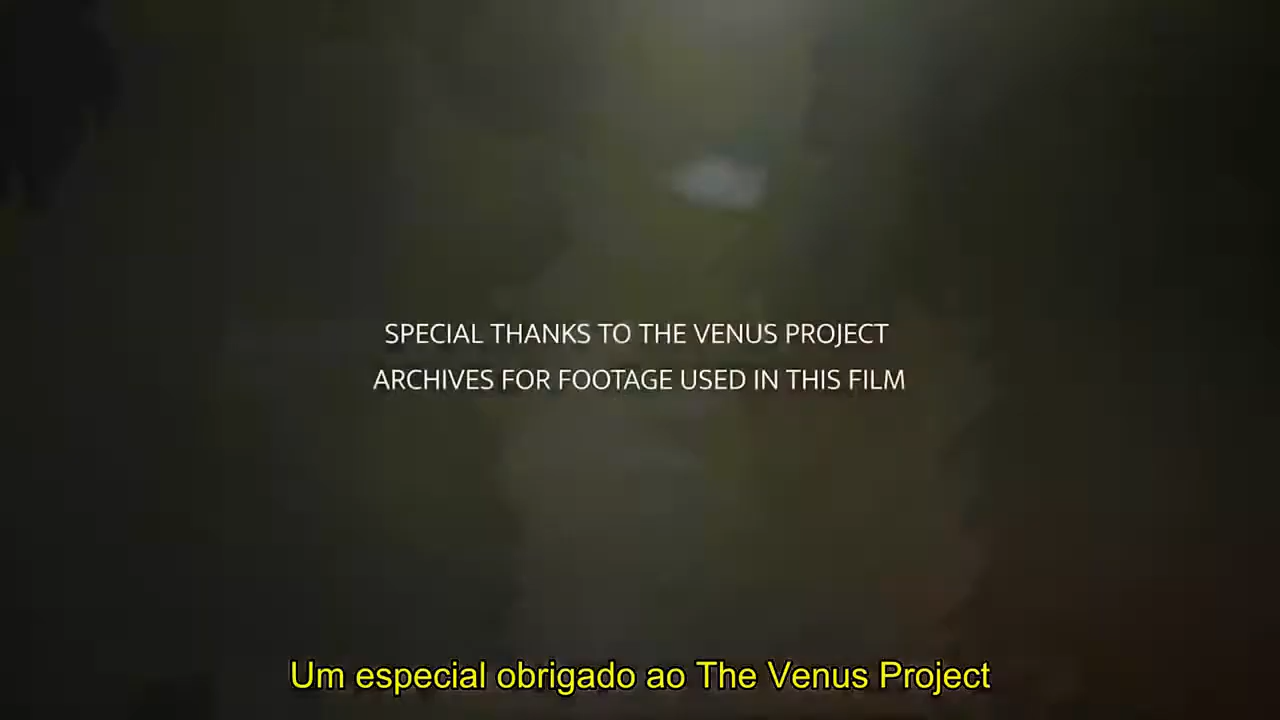 SPECIAL THANKS TO THE VENUS PROJECT
ARCHIVES FOR FOOTAGE USED IN THIS FILM
Um especial obrigado ao The Venus Project